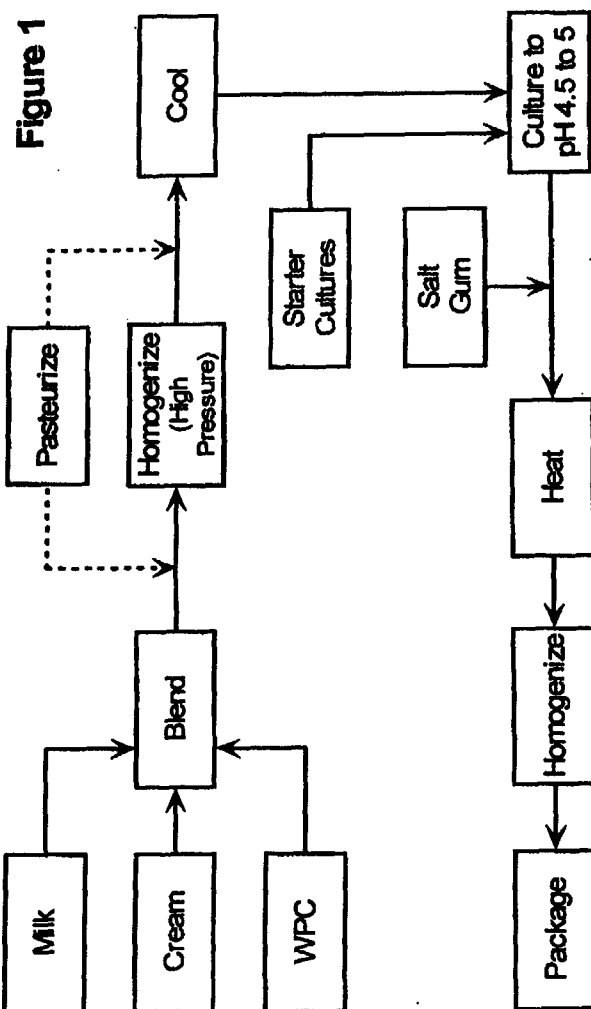 Figure 1
Milk
Cream
WPC
Blend
Pasteurize
Homogenize
(High
Pressure)
Cool
Starter
Cultures
Salt
Gum
Culture to
pH 4.5 to 5
Heat
Homogenize
Package